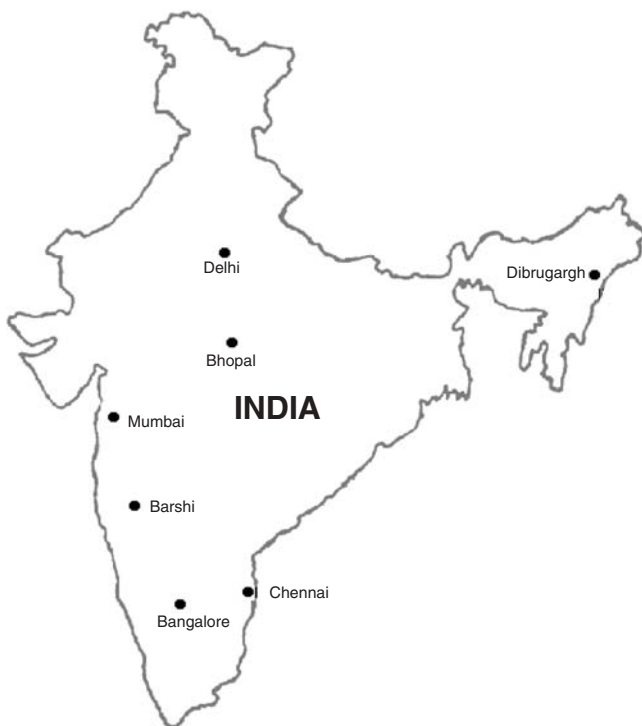 Delhi
Dibrugargh
Bhopal
INDIA
Mumbai
Barshi
Chennai
Bangalore